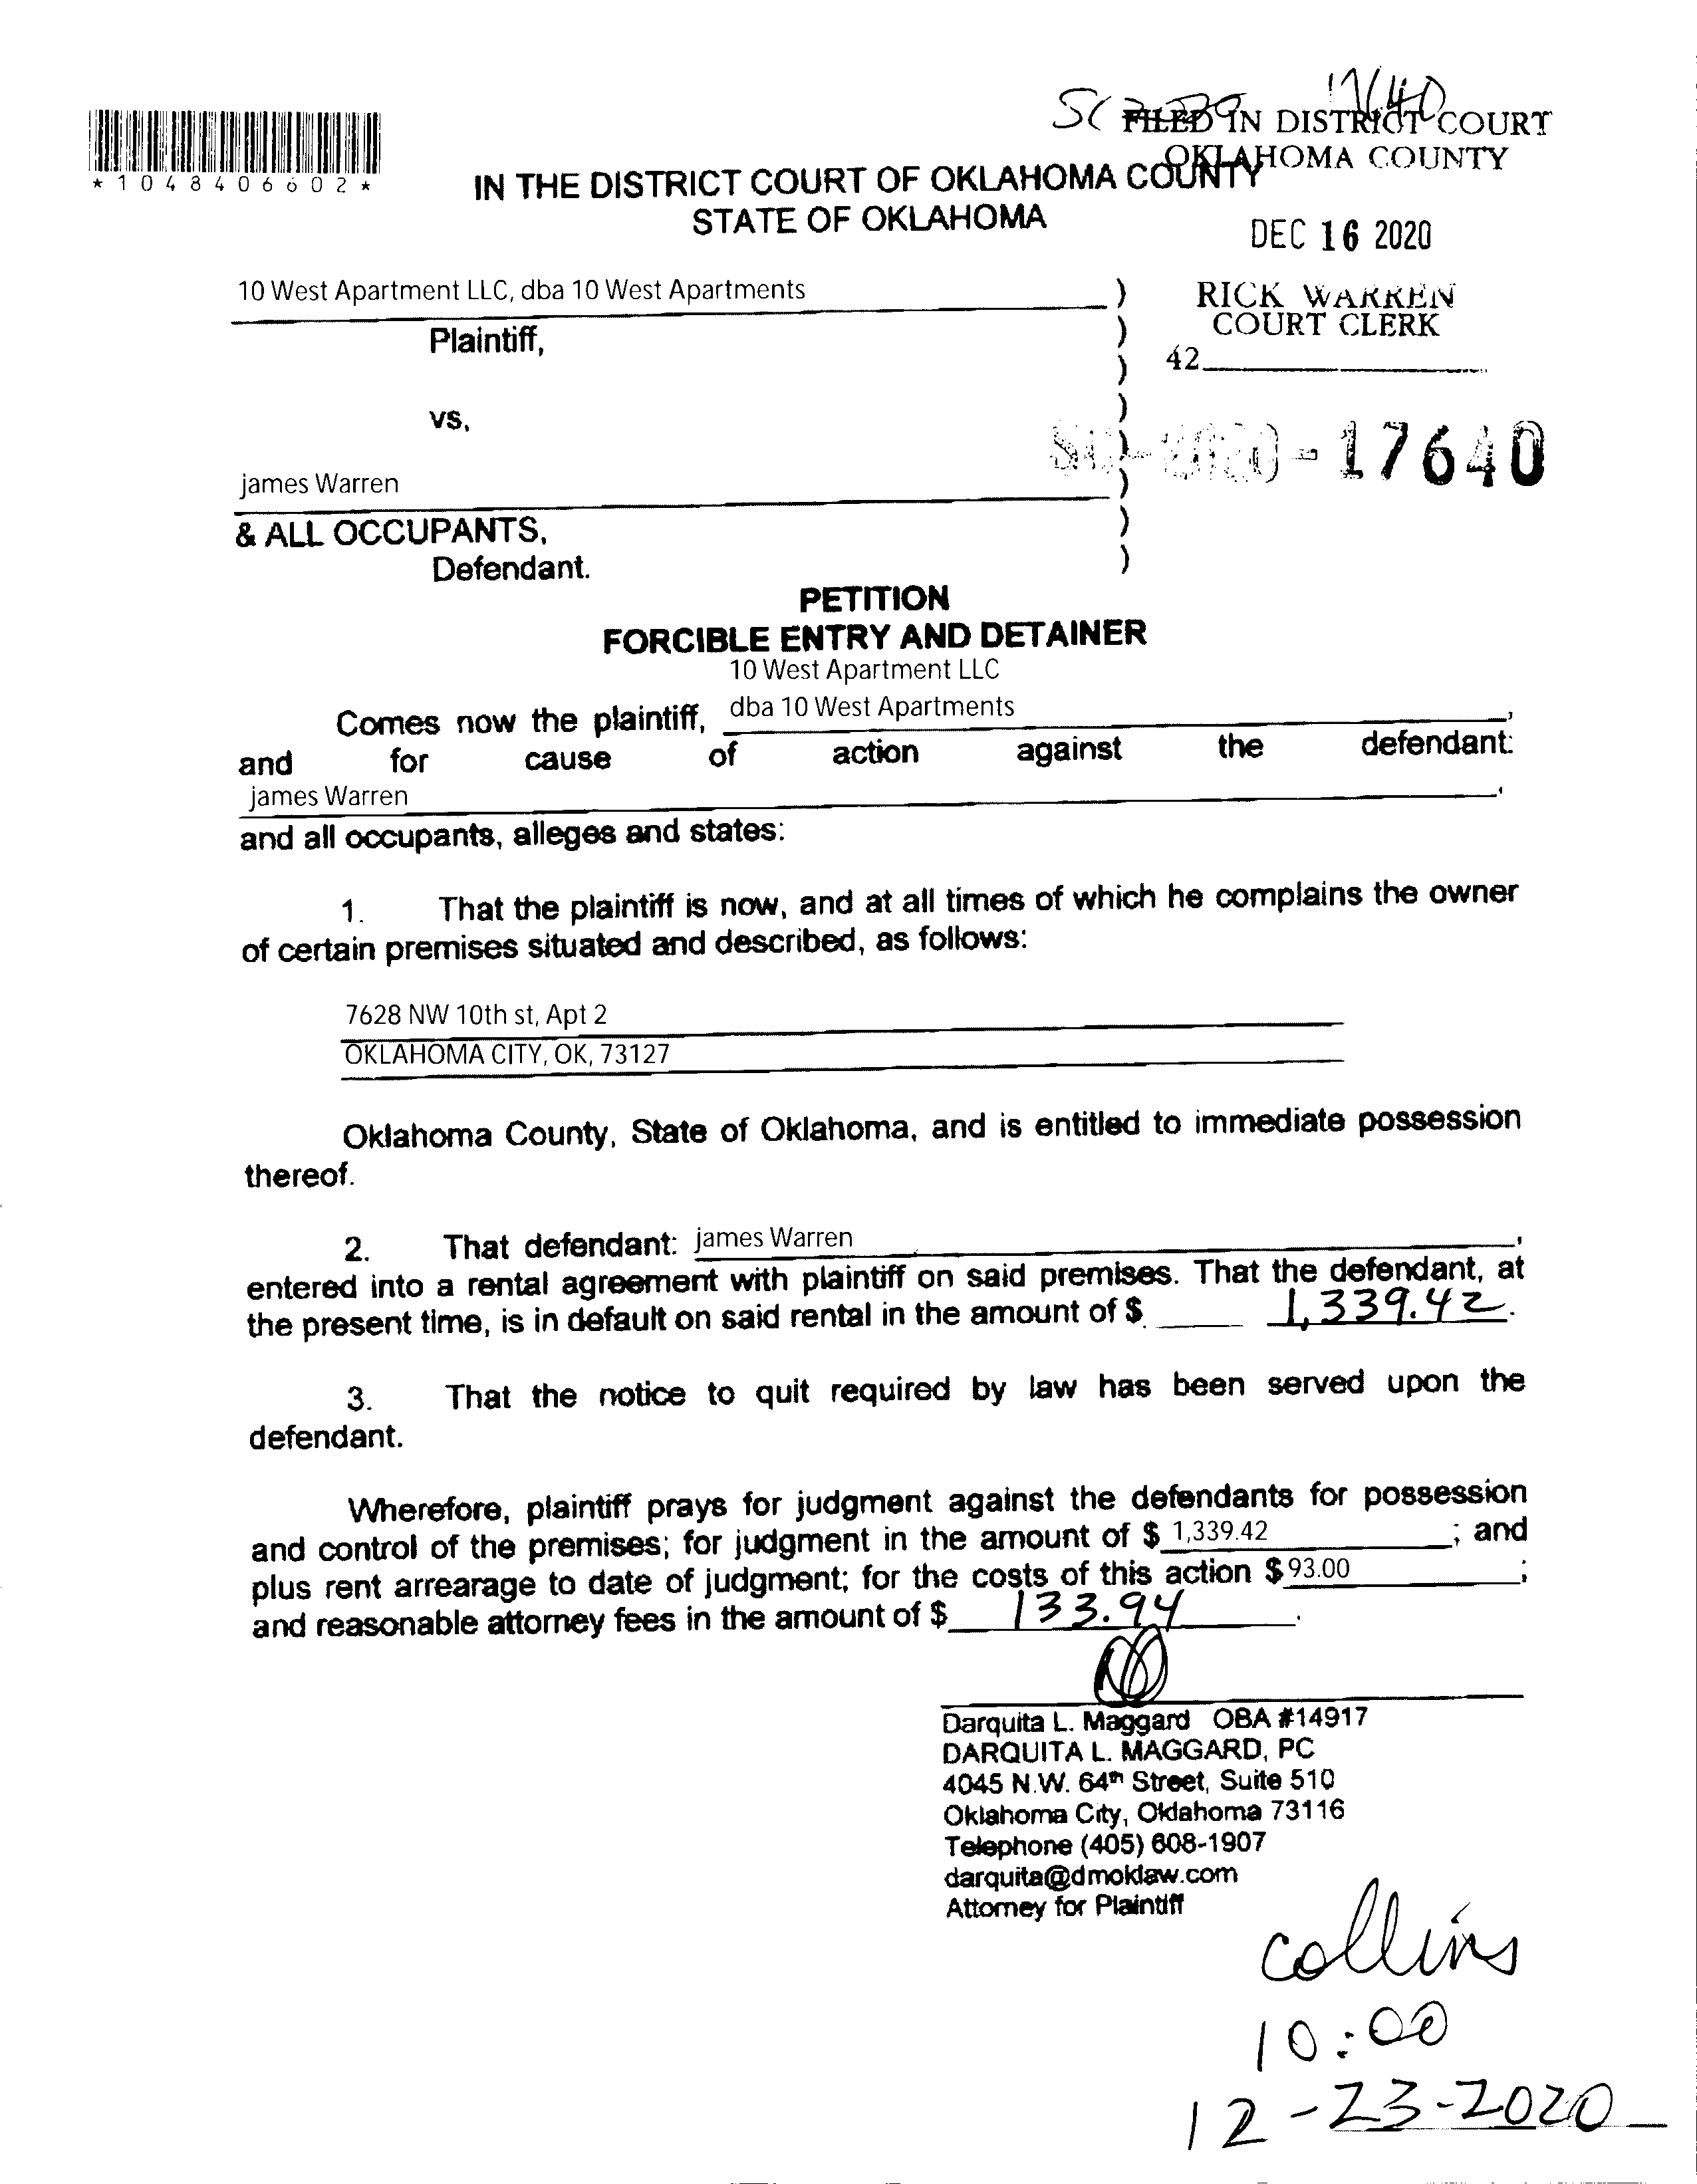 SC 17640
FILED IN DISTRICT COURT
OKLAHOMA COUNTY
*1048406602*
IN THE DISTRICT COURT OF OKLAHOMA COUNTY
STATE OF OKLAHOMA
DEC 16 2020
10 West Apartment LLC, dba 10 West Apartments )
RICK WARREN
COURT CLERK
Plaintiff, )
) 42
vs, )
SC-2020-17640
james Warren )
& ALL OCCUPANTS, )
Defendant. )
PETITION
FORCIBLE ENTRY AND DETAINER
10 West Apartment LLC
Comes now the plaintiff, dba 10 West Apartments,
and for cause of action against the defendant:
james Warren,
and all occupants, alleges and states:
1. That the plaintiff is now, and at all times of which he complains the owner
of certain premises situated and described, as follows:
7628 NW 10th st, Apt 2
OKLAHOMA CITY, OK, 73127
Oklahoma County, State of Oklahoma, and is entitled to immediate possession
thereof.
2. That defendant: james Warren,
entered into a rental agreement with plaintiff on said premises. That the defendant, at
the present time, is in default on said rental in the amount of $ 1,339.42.
3. That the notice to quit required by law has been served upon the
defendant.
Wherefore, plaintiff prays for judgment against the defendants for possession
and control of the premises; for judgment in the amount of $ 1,339.42; and
plus rent arrearage to date of judgment; for the costs of this action $ 93.00;
and reasonable attorney fees in the amount of $ 133.94.
Darquita L. Maggard OBA #14917
DARQUITA L. MAGGARD, PC
4045 N.W. 64th Street, Suite 510
Oklahoma City, Oklahoma 73116
Telephone (405) 608-1907
darquita@dmoklaw.com
Attorney for Plaintiff
collins
10:00
12-23-2020